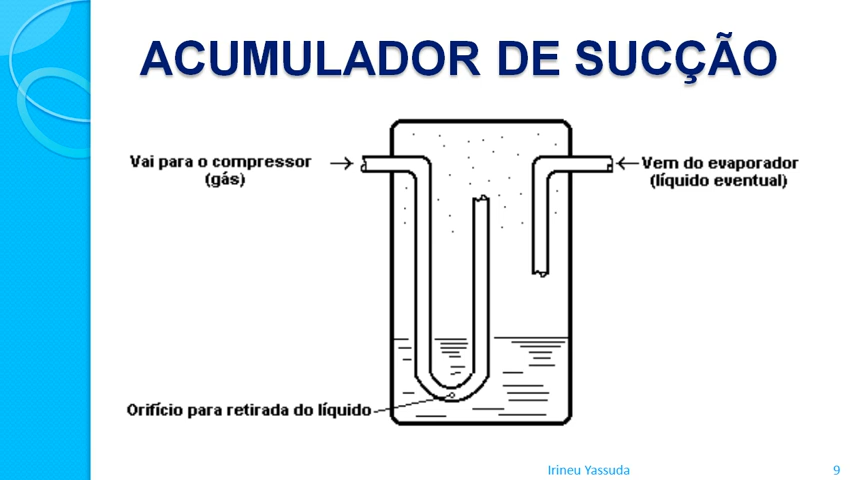 ACUMULADOR DE SUCÇÃO
Vai para o compressor
(gás)
Vem do evaporador
(líquido eventual)
Orifício para retirada do líquido
Irineu Yassuda
9